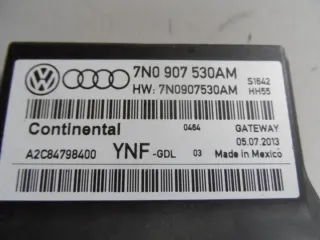 7N0 907 530AM
HW: 7N0907530AM
S1642
HH55
Continental 0464 GATEWAY
05.07.2013
A2C84798400 YNF -GDL 03 Made in Mexico